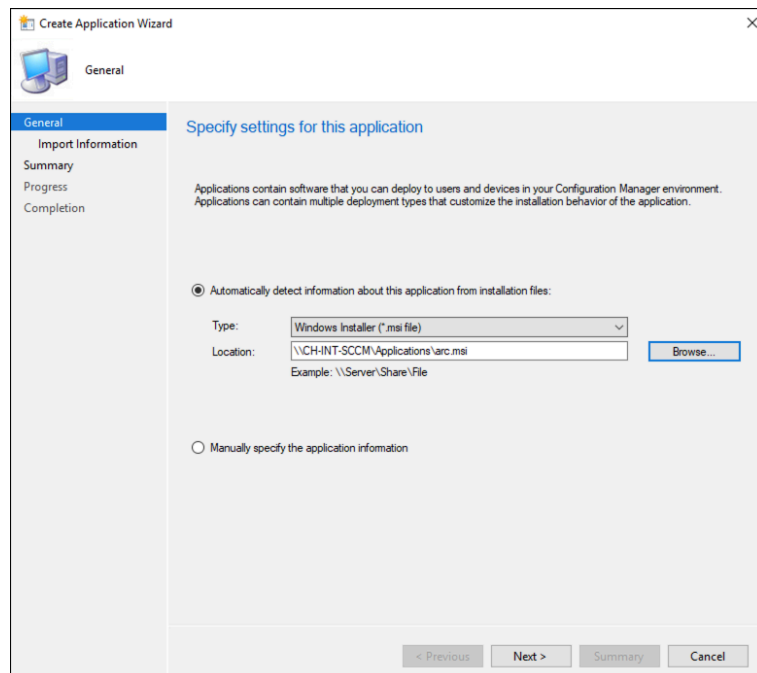 Create Application Wizard
General
General
Import Information
Summary
Progress
Completion
Specify settings for this application
Applications contain software that you can deploy to users and devices in your Configuration Manager environment.
Applications can contain multiple deployment types that customize the installation behavior of the application.
Automatically detect information about this application from installation files:
Type: Windows Installer (*.msi file)
Location: \\CH-INT-SCCM\Applications\arc.msi Browse...
Example: \\Server\Share\File
Manually specify the application information
< Previous Next > Summary Cancel